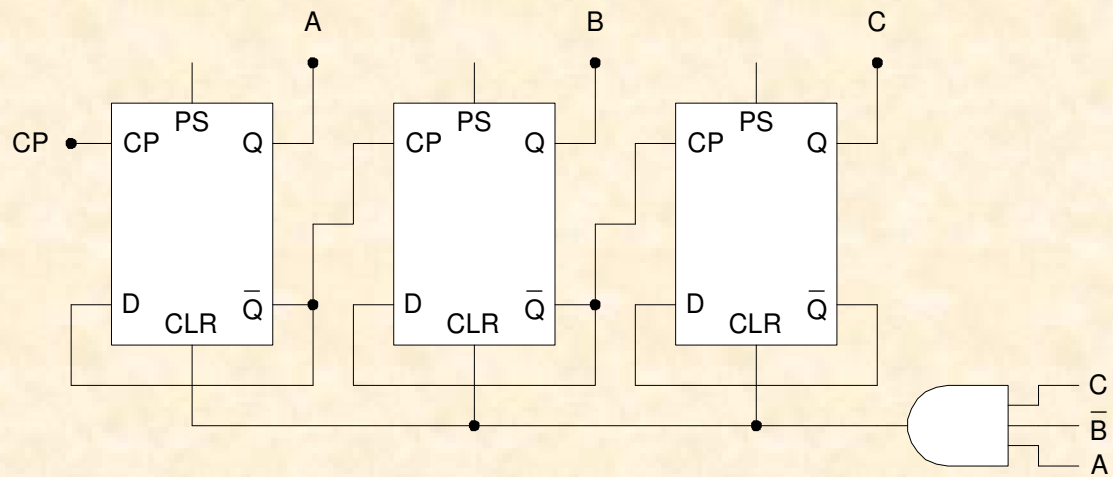 A B C
PS PS PS
CP CP Q CP Q CP Q
D Q̅ D Q̅ D Q̅
CLR CLR CLR
C
B̅
A